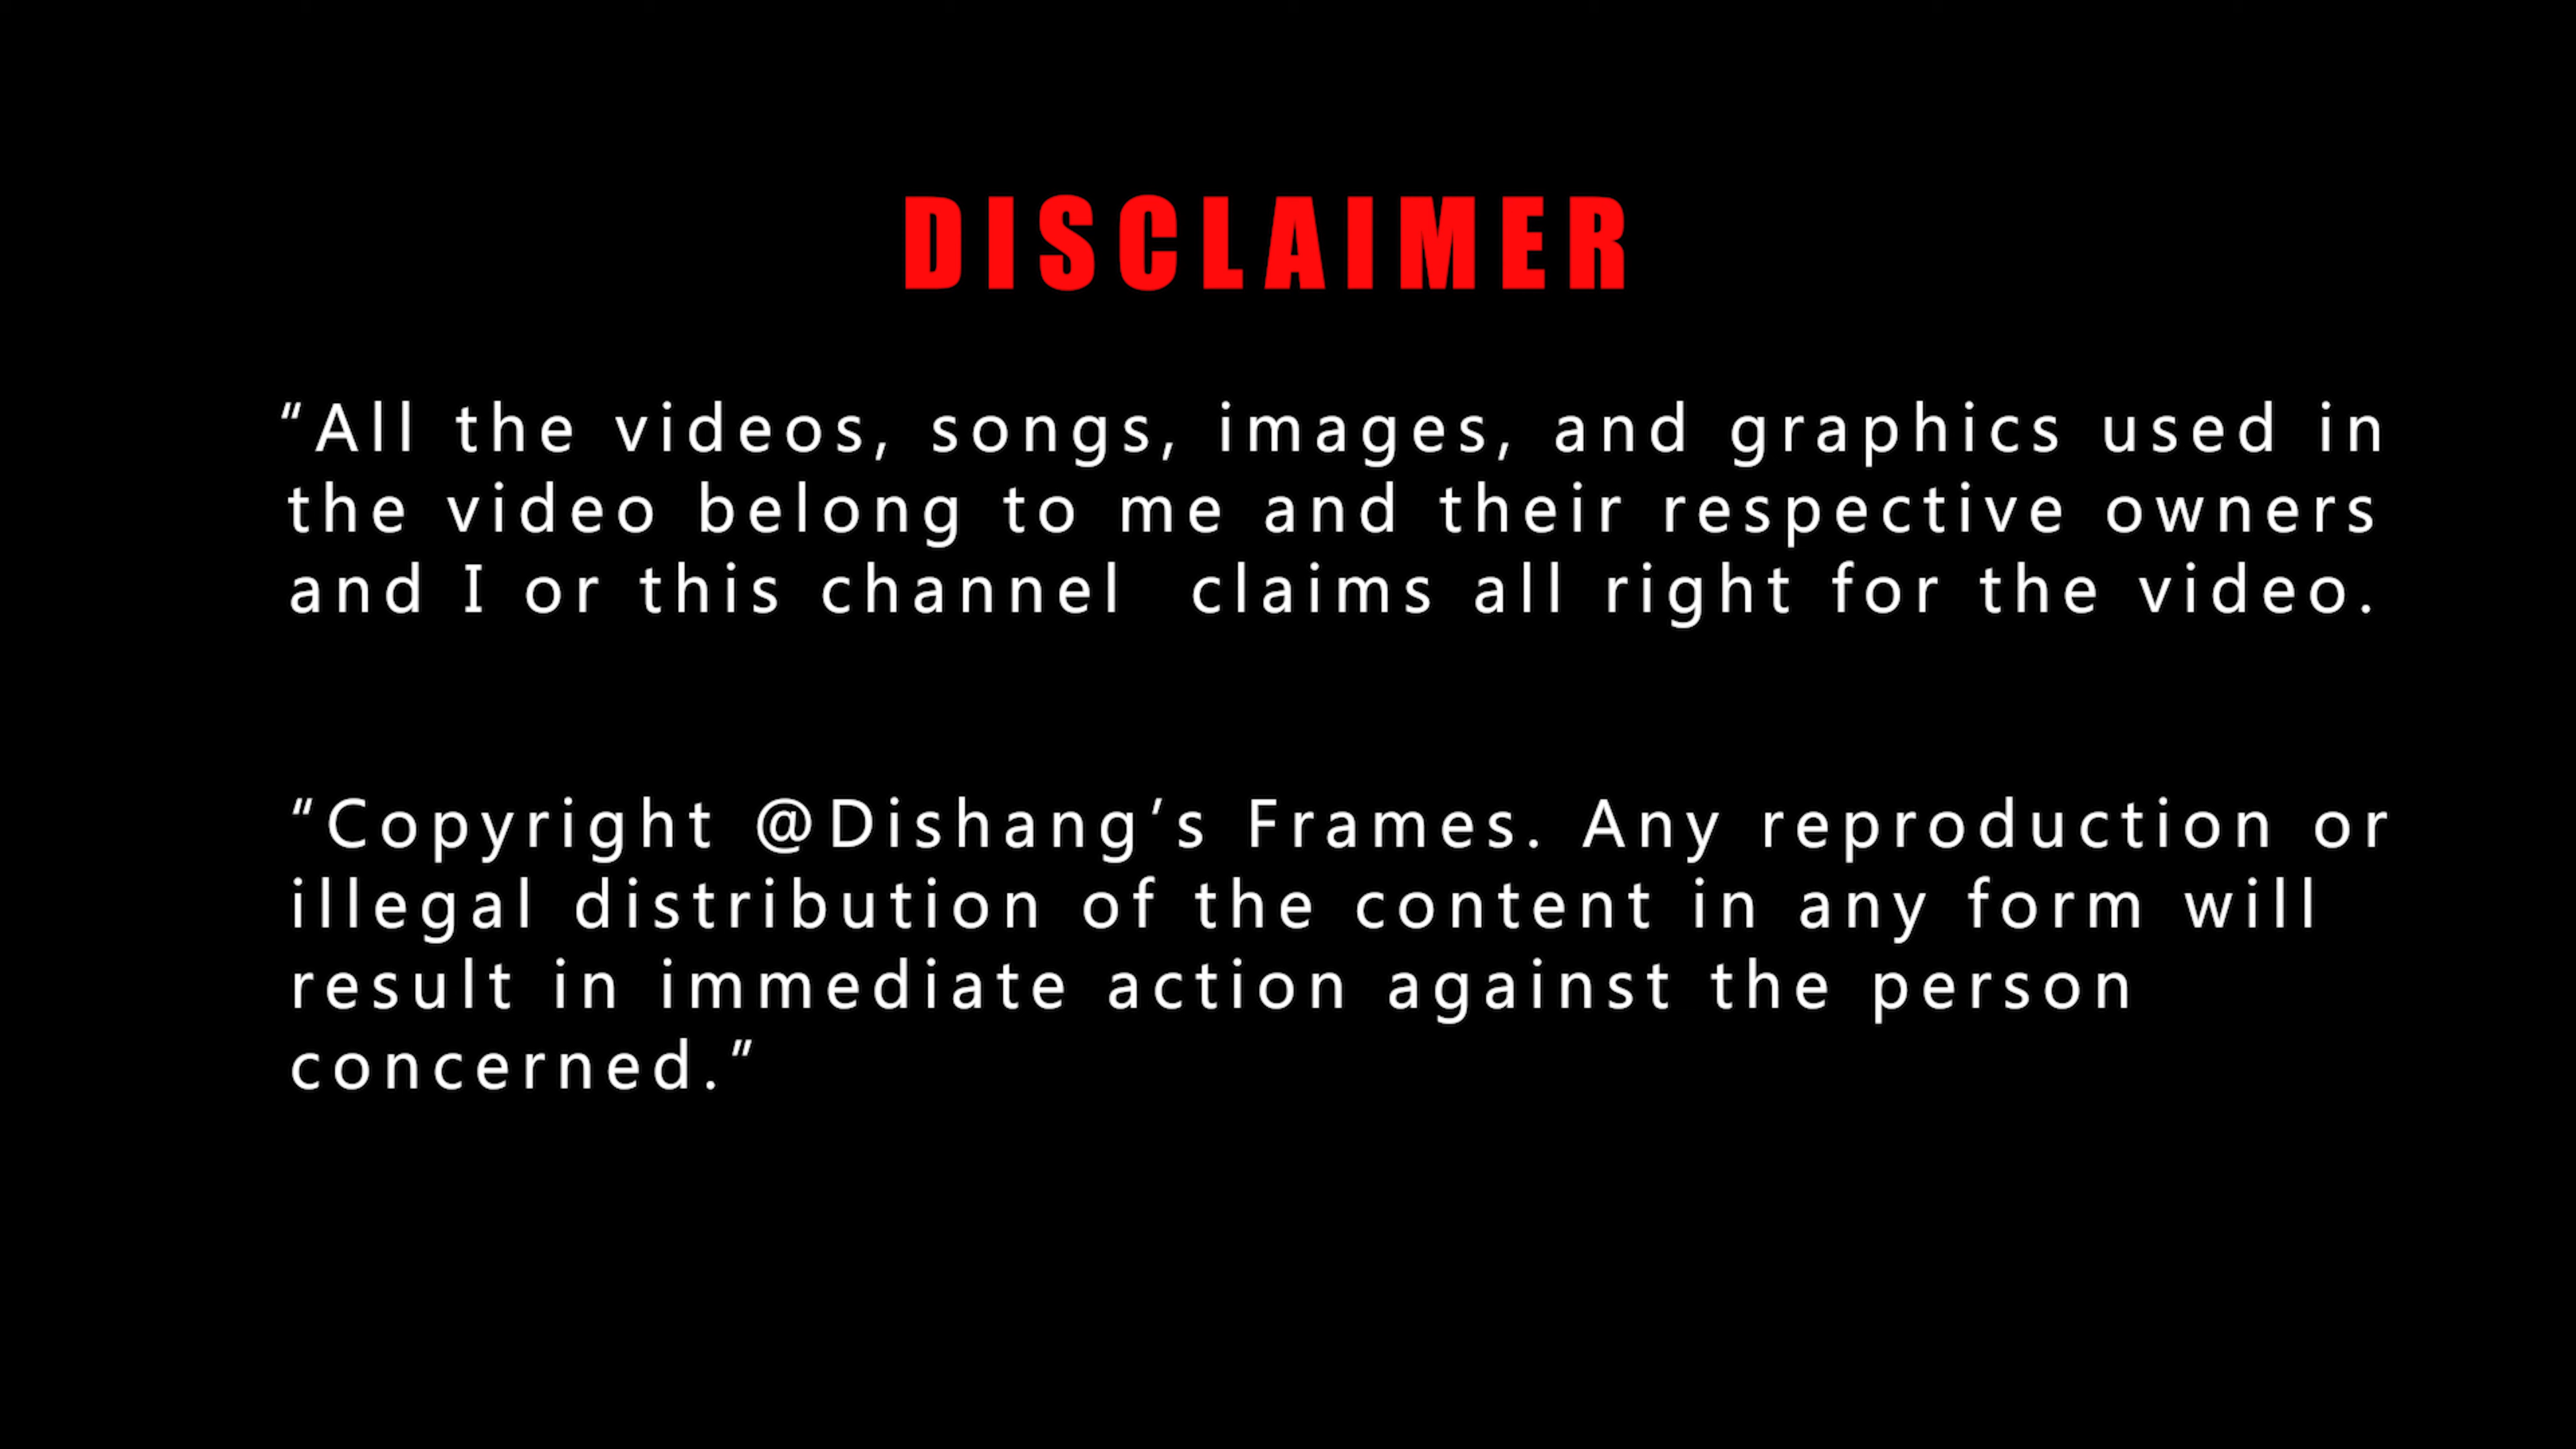 DISCLAIMER
“All the videos, songs, images, and graphics used in
the video belong to me and their respective owners
and I or this channel  claims all right for the video.
“Copyright @Dishang’s Frames. Any reproduction or
illegal distribution of the content in any form will
result in immediate action against the person
concerned.”